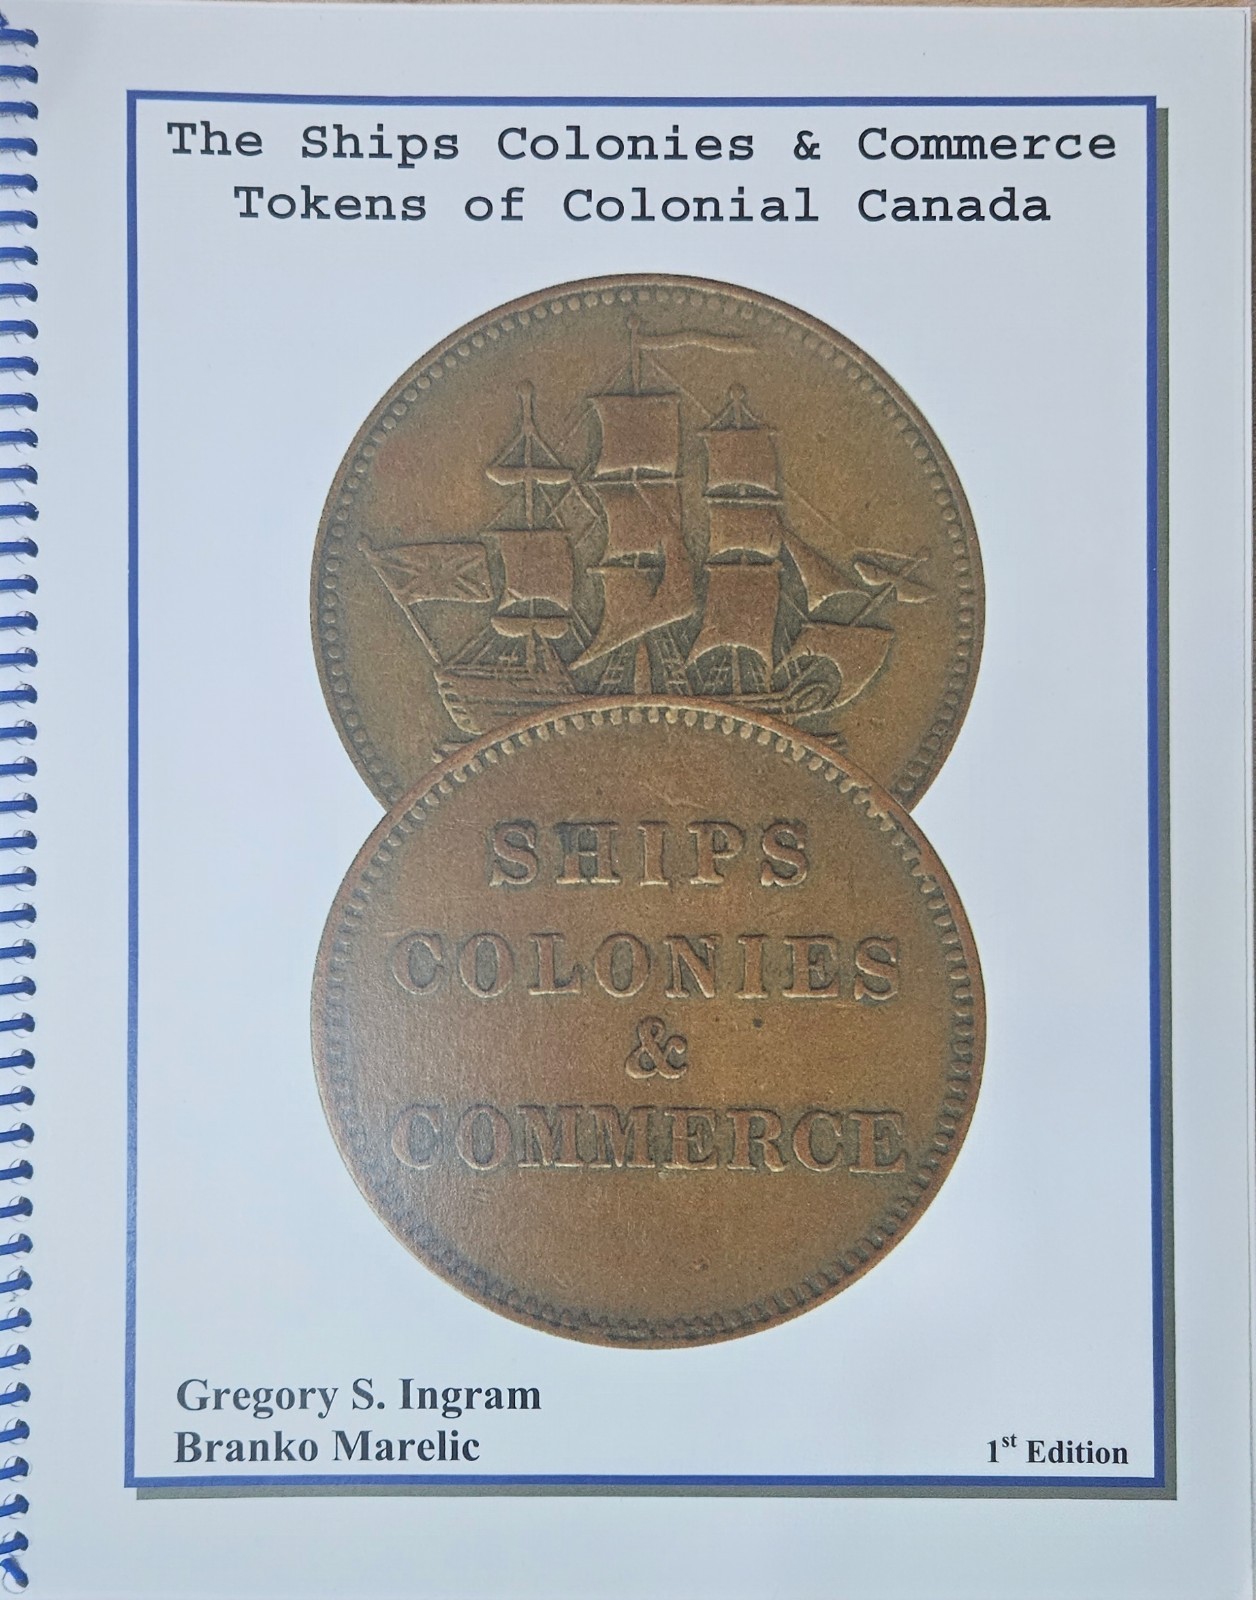 The Ships Colonies & Commerce
Tokens of Colonial Canada
SHIPS
COLONIES
&
COMMERCE
Gregory S. Ingram
Branko Marelic
1st Edition